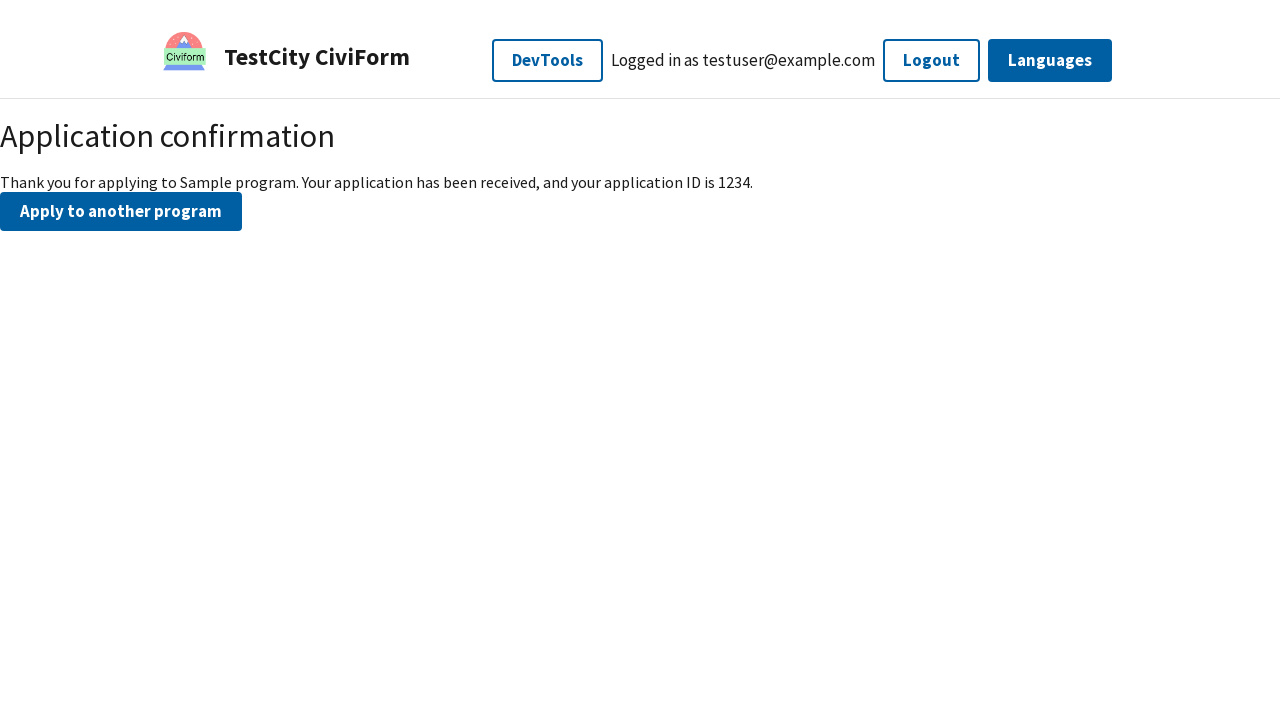 Civiform
TestCity CiviForm
DevTools
Logged in as testuser@example.com
Logout
Languages
Application confirmation
Thank you for applying to Sample program. Your application has been received, and your application ID is 1234.
Apply to another program